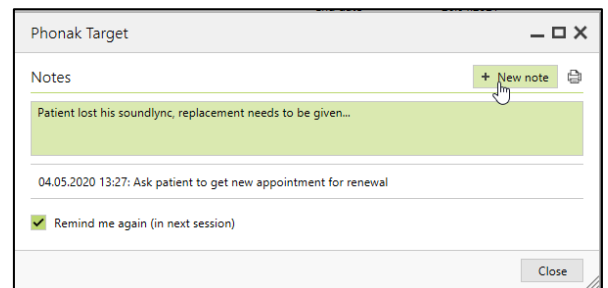 Phonak Target
Notes
+ New note
Patient lost his soundlync, replacement needs to be given...
04.05.2020 13:27: Ask patient to get new appointment for renewal
Remind me again (in next session)
Close